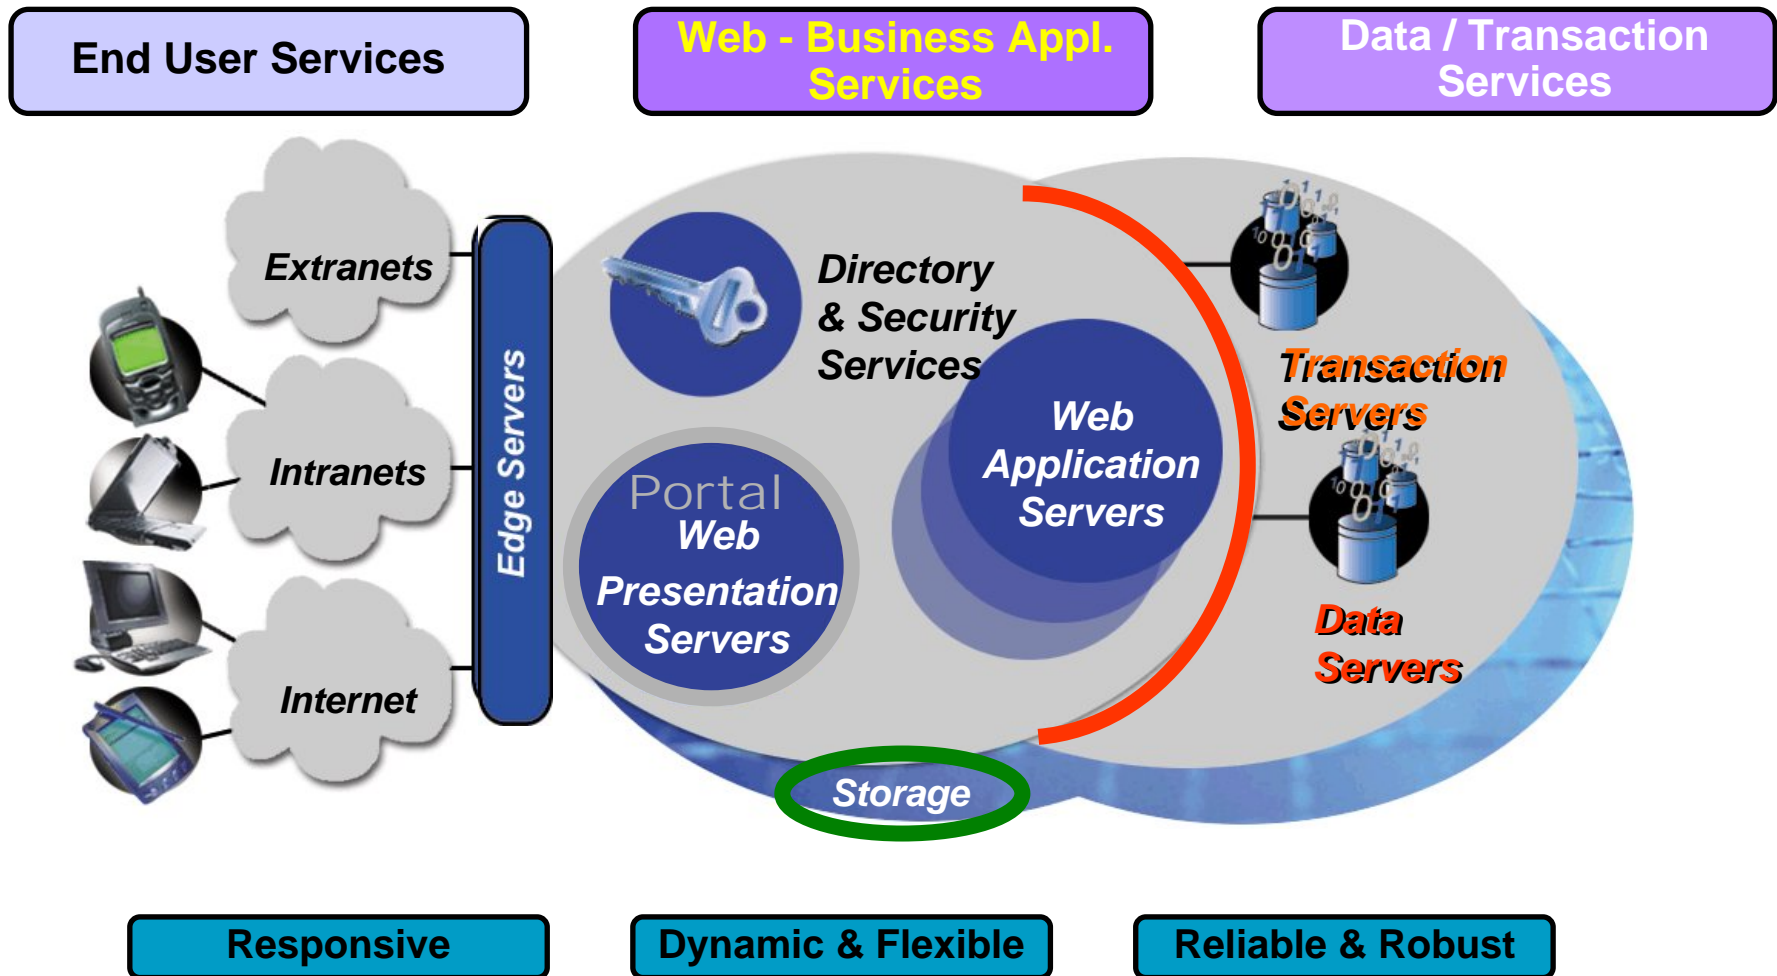 End User Services
Web - Business Appl.
Services
Data / Transaction
Services
Extranets
Intranets
Internet
Edge Servers
Directory
& Security
Services
Portal
Web
Presentation
Servers
Web
Application
Servers
Transaction
Servers
Data
Servers
Storage
Responsive
Dynamic & Flexible
Reliable & Robust